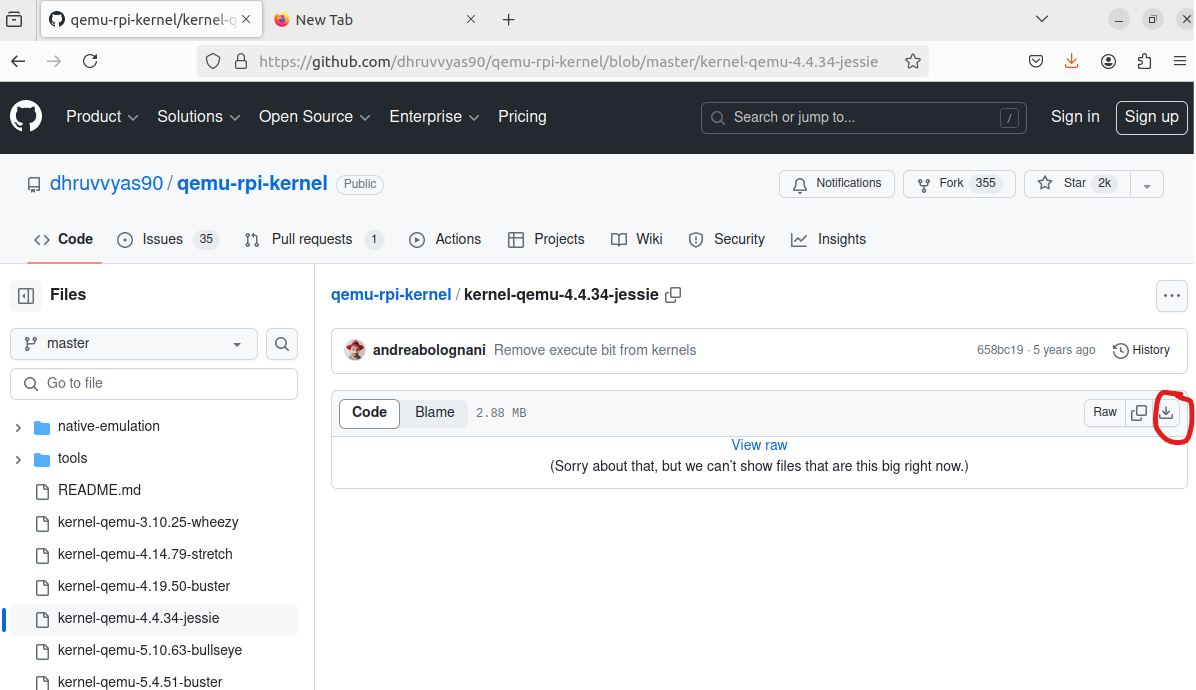 qemu-rpi-kernel/kernel-q
New Tab
https://github.com/dhruvvyas90/qemu-rpi-kernel/blob/master/kernel-qemu-4.4.34-jessie
Product Solutions Open Source Enterprise Pricing Search or jump to... / Sign in Sign up
dhruvvyas90 / qemu-rpi-kernel Public Notifications Fork 355 Star 2k
Code Issues 35 Pull requests 1 Actions Projects Wiki Security Insights
Files
qemu-rpi-kernel / kernel-qemu-4.4.34-jessie
master
andreabolognani Remove execute bit from kernels 658bc19 · 5 years ago History
Go to file
Code Blame 2.88 MB Raw
native-emulation
View raw
tools
(Sorry about that, but we can't show files that are this big right now.)
README.md
kernel-qemu-3.10.25-wheezy
kernel-qemu-4.14.79-stretch
kernel-qemu-4.19.50-buster
kernel-qemu-4.4.34-jessie
kernel-qemu-5.10.63-bullseye
kernel-qemu-5.4.51-buster